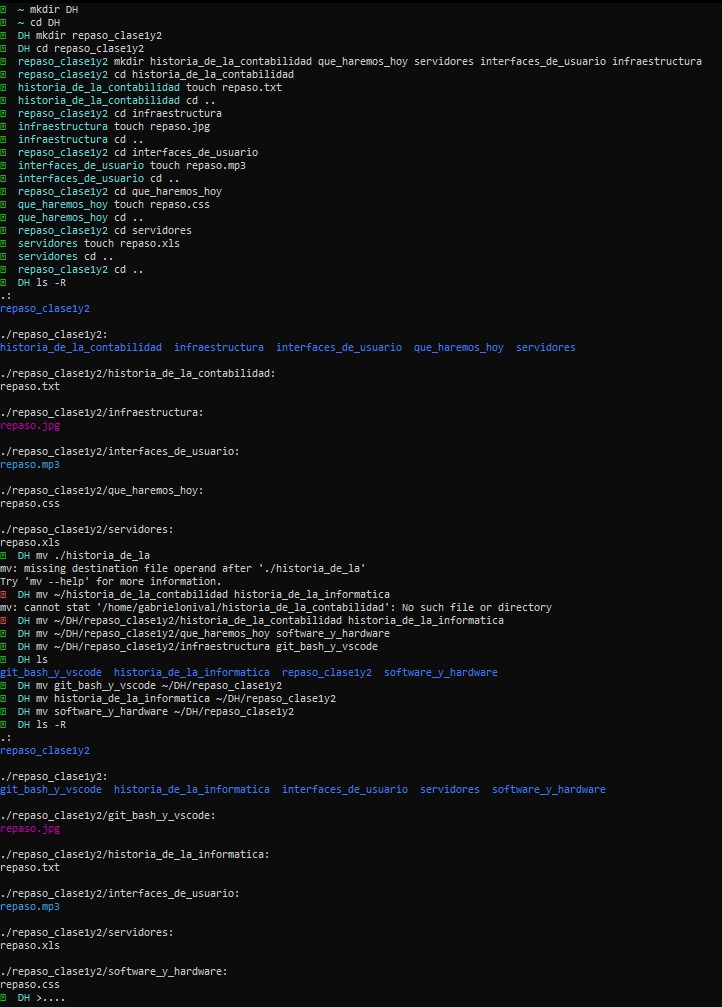 ~ mkdir DH
~ cd DH
DH mkdir repaso_clase1y2
DH cd repaso_clase1y2
repaso_clase1y2 mkdir historia_de_la_contabilidad que_haremos_hoy servidores interfaces_de_usuario infraestructura
repaso_clase1y2 cd historia_de_la_contabilidad
historia_de_la_contabilidad touch repaso.txt
historia_de_la_contabilidad cd ..
repaso_clase1y2 cd infraestructura
infraestructura touch repaso.jpg
infraestructura cd ..
repaso_clase1y2 cd interfaces_de_usuario
interfaces_de_usuario touch repaso.mp3
interfaces_de_usuario cd ..
repaso_clase1y2 cd que_haremos_hoy
que_haremos_hoy touch repaso.css
que_haremos_hoy cd ..
repaso_clase1y2 cd servidores
servidores touch repaso.xls
servidores cd ..
repaso_clase1y2 cd ..
DH ls -R
.:
repaso_clase1y2
./repaso_clase1y2:
historia_de_la_contabilidad infraestructura interfaces_de_usuario que_haremos_hoy servidores
./repaso_clase1y2/historia_de_la_contabilidad:
repaso.txt
./repaso_clase1y2/infraestructura:
repaso.jpg
./repaso_clase1y2/interfaces_de_usuario:
repaso.mp3
./repaso_clase1y2/que_haremos_hoy:
repaso.css
./repaso_clase1y2/servidores:
repaso.xls
DH mv ./historia_de_la
mv: missing destination file operand after './historia_de_la'
Try 'mv --help' for more information.
DH mv ~/historia_de_la_contabilidad historia_de_la_informatica
mv: cannot stat '/home/gabrielonival/historia_de_la_contabilidad': No such file or directory
DH mv ~/DH/repaso_clase1y2/historia_de_la_contabilidad historia_de_la_informatica
DH mv ~/DH/repaso_clase1y2/que_haremos_hoy software_y_hardware
DH mv ~/DH/repaso_clase1y2/infraestructura git_bash_y_vscode
DH ls
git_bash_y_vscode historia_de_la_informatica repaso_clase1y2 software_y_hardware
DH mv git_bash_y_vscode ~/DH/repaso_clase1y2
DH mv historia_de_la_informatica ~/DH/repaso_clase1y2
DH mv software_y_hardware ~/DH/repaso_clase1y2
DH ls -R
.:
repaso_clase1y2
./repaso_clase1y2:
git_bash_y_vscode historia_de_la_informatica interfaces_de_usuario servidores software_y_hardware
./repaso_clase1y2/git_bash_y_vscode:
repaso.jpg
./repaso_clase1y2/historia_de_la_informatica:
repaso.txt
./repaso_clase1y2/interfaces_de_usuario:
repaso.mp3
./repaso_clase1y2/servidores:
repaso.xls
./repaso_clase1y2/software_y_hardware:
repaso.css
DH >....